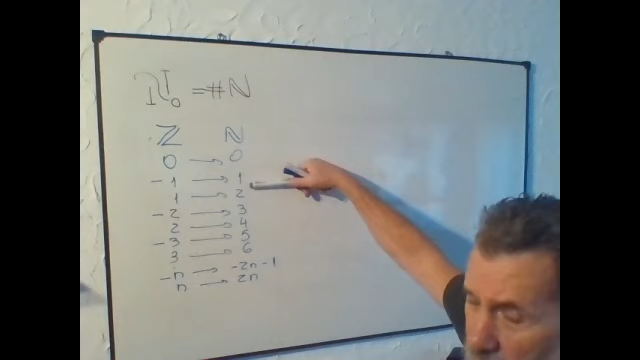 ℵ₀ = #ℕ
ℤ ℕ
0 → 0
-1 → 1
1 → 2
-2 → 3
2 → 4
-3 → 5
3 → 6
-n → -2n-1
n → 2n